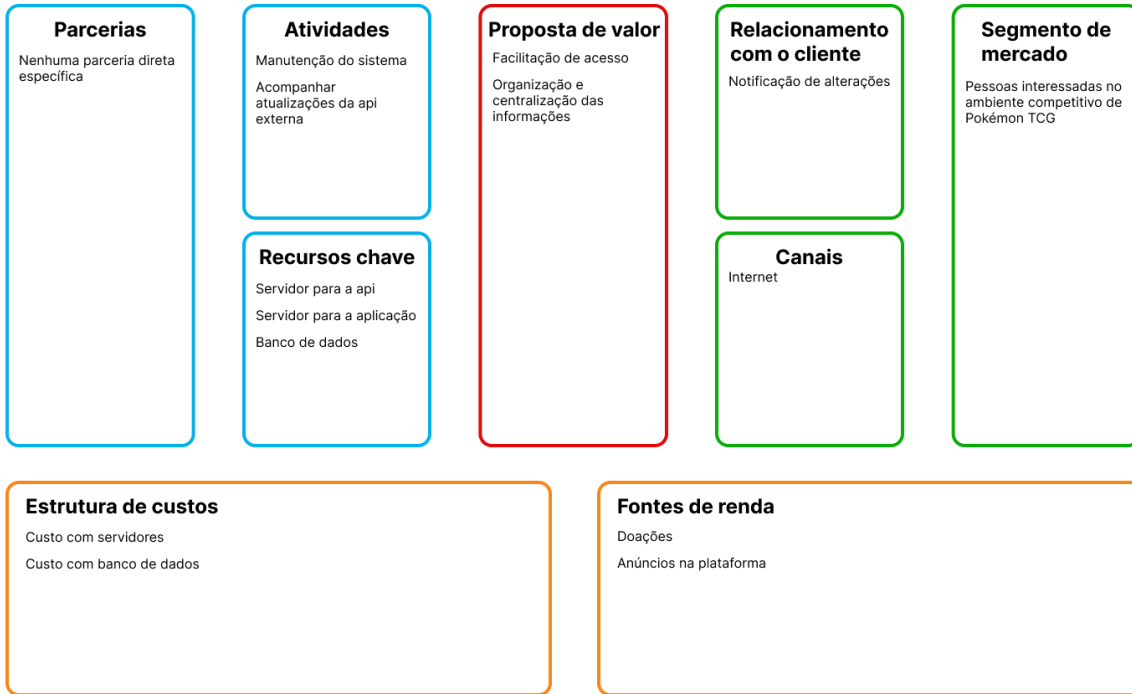 Parcerias
Nenhuma parceria direta
específica
Atividades
Manutenção do sistema
Acompanhar
atualizações da api
externa
Recursos chave
Servidor para a api
Servidor para a aplicação
Banco de dados
Proposta de valor
Facilitação de acesso
Organização e
centralização das
informações
Relacionamento
com o cliente
Notificação de alterações
Canais
Internet
Segmento de
mercado
Pessoas interessadas no
ambiente competitivo de
Pokémon TCG
Estrutura de custos
Custo com servidores
Custo com banco de dados
Fontes de renda
Doações
Anúncios na plataforma